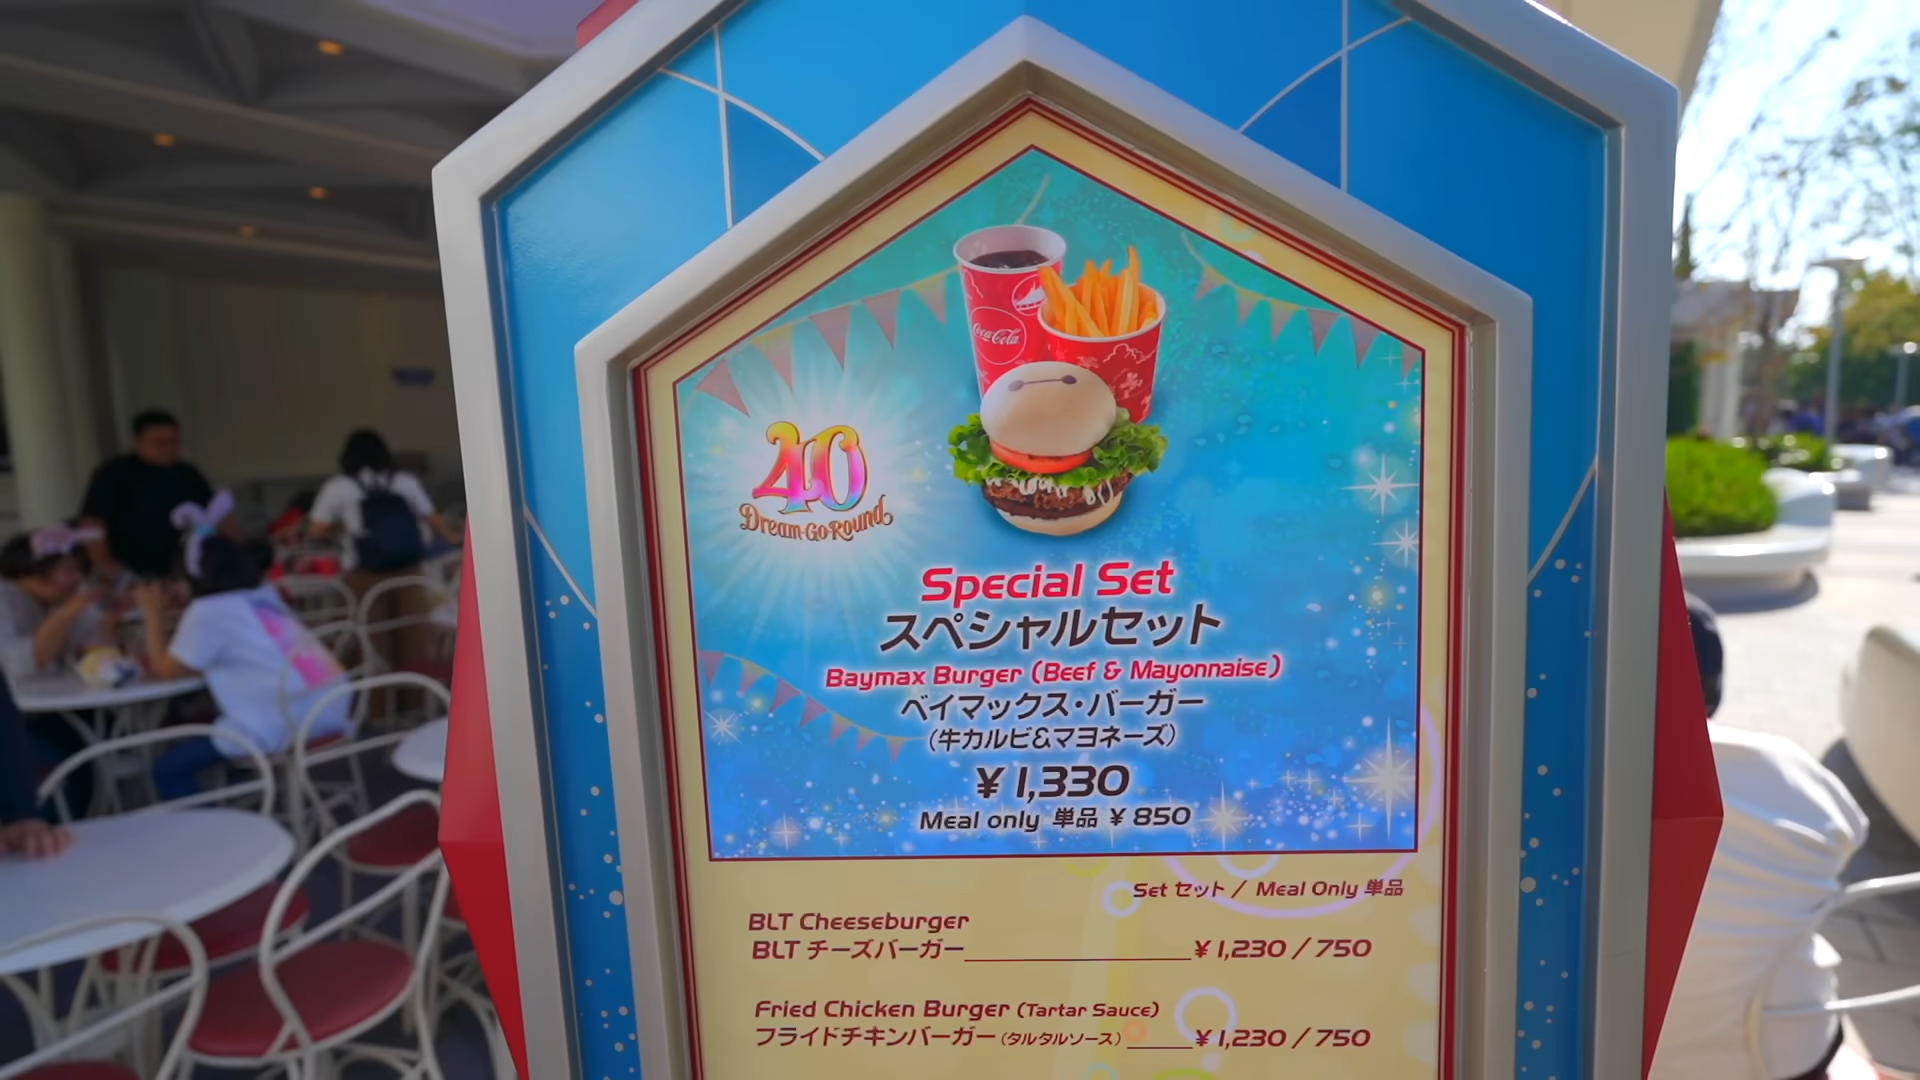 Coca-Cola
40
Dream-Go-Round
Special Set
スペシャルセット
Baymax Burger (Beef & Mayonnaise)
ベイマックス・バーガー
(牛カルビ&マヨネーズ)
¥1,330
Meal only 単品 ¥850
Set セット / Meal Only 単品
BLT Cheeseburger
BLT チーズバーガー ¥1,230 / 750
Fried Chicken Burger (Tartar Sauce)
フライドチキンバーガー (タルタルソース) ¥1,230 / 750